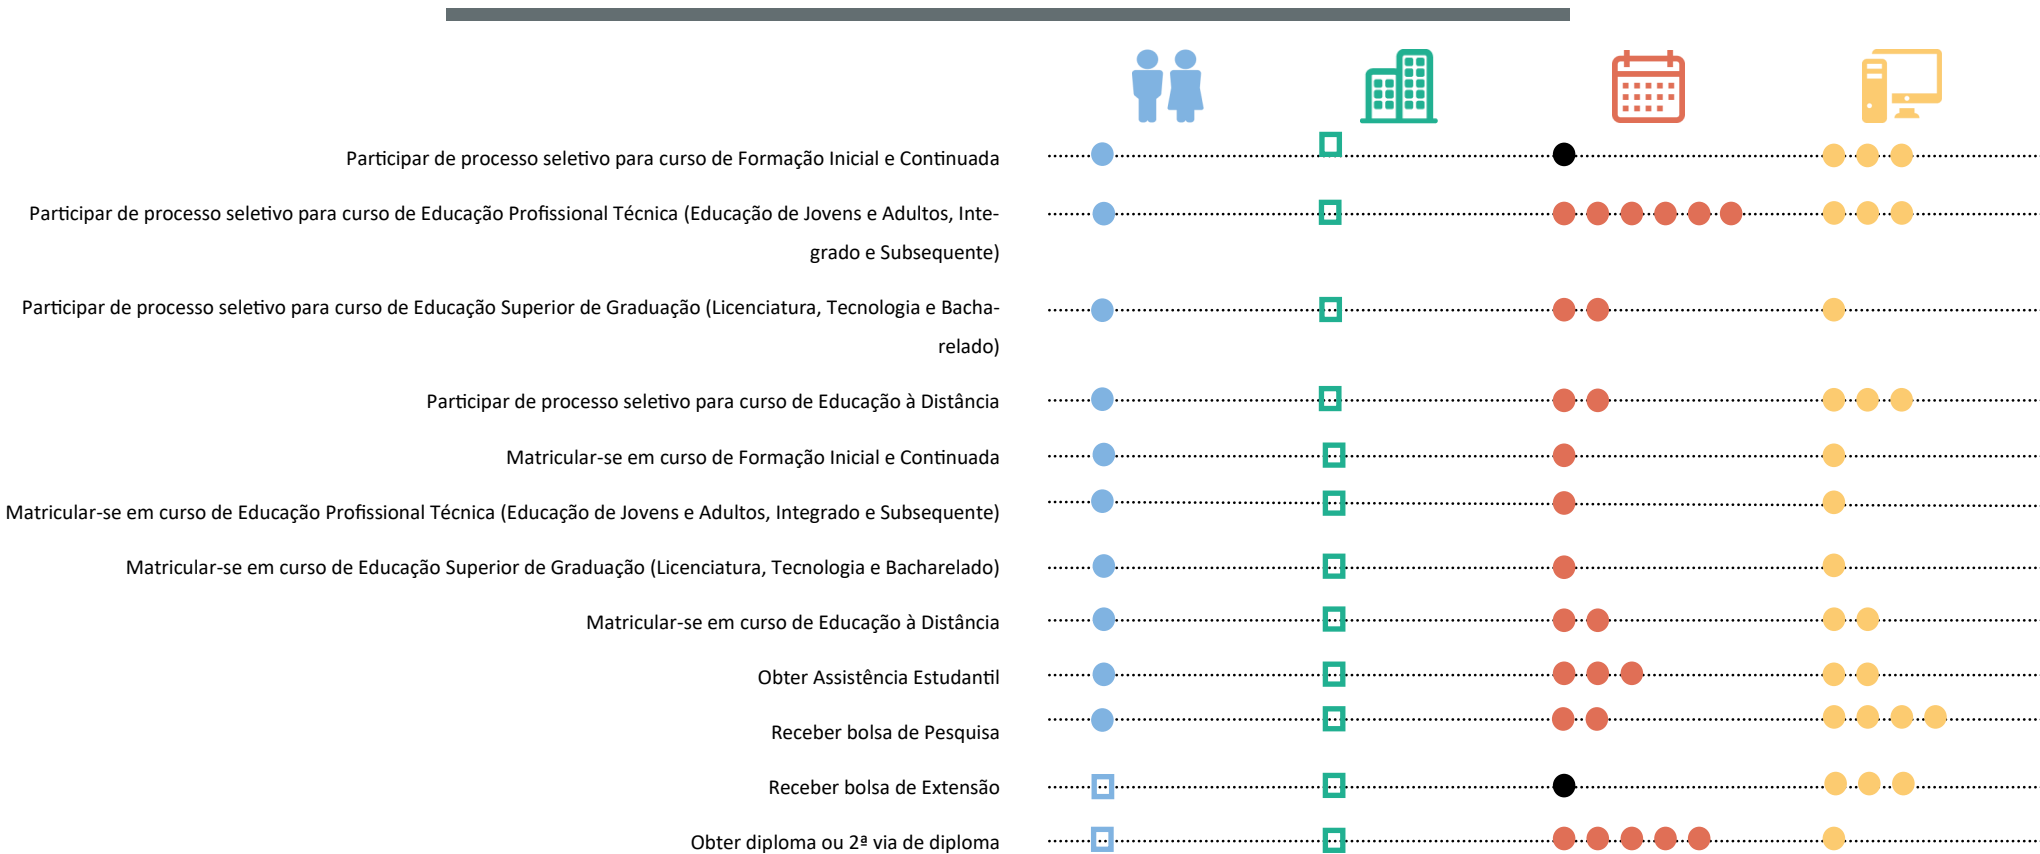 Participar de processo seletivo para curso de Formação Inicial e Continuada
Participar de processo seletivo para curso de Educação Profissional Técnica (Educação de Jovens e Adultos, Inte-
grado e Subsequente)
Participar de processo seletivo para curso de Educação Superior de Graduação (Licenciatura, Tecnologia e Bacha-
relado)
Participar de processo seletivo para curso de Educação à Distância
Matricular-se em curso de Formação Inicial e Continuada
Matricular-se em curso de Educação Profissional Técnica (Educação de Jovens e Adultos, Integrado e Subsequente)
Matricular-se em curso de Educação Superior de Graduação (Licenciatura, Tecnologia e Bacharelado)
Matricular-se em curso de Educação à Distância
Obter Assistência Estudantil
Receber bolsa de Pesquisa
Receber bolsa de Extensão
Obter diploma ou 2ª via de diploma